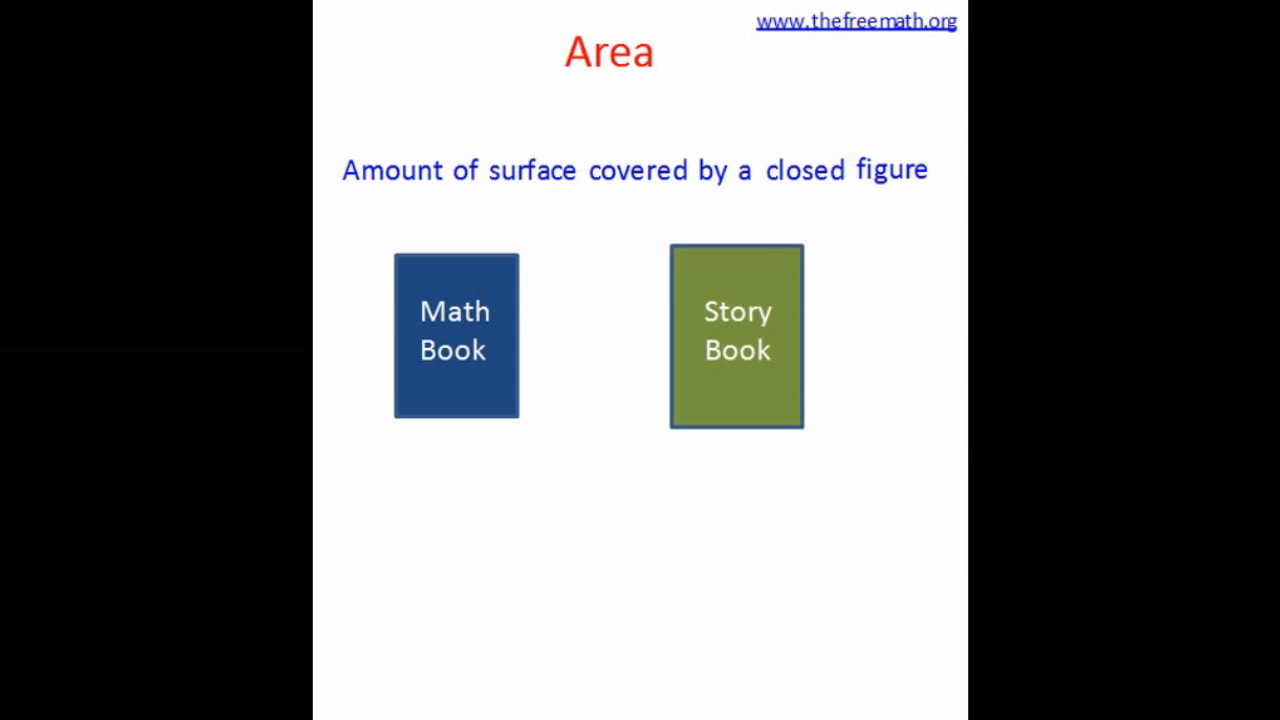 www.thefreemath.org
Area
Amount of surface covered by a closed figure
Math
Book
Story
Book